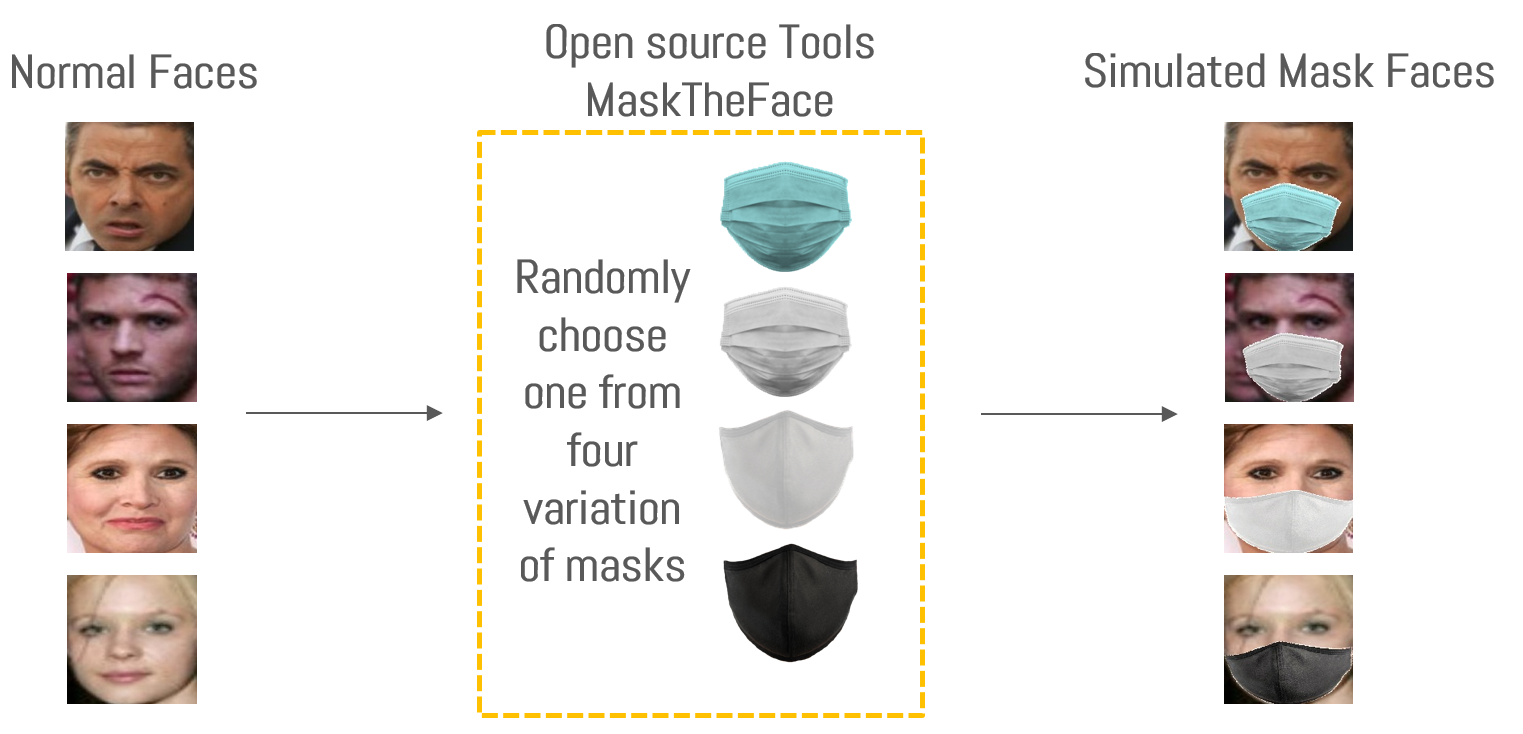 Normal Faces
Open source Tools
MaskTheFace
Simulated Mask Faces
Randomly
choose
one from
four
variation
of masks